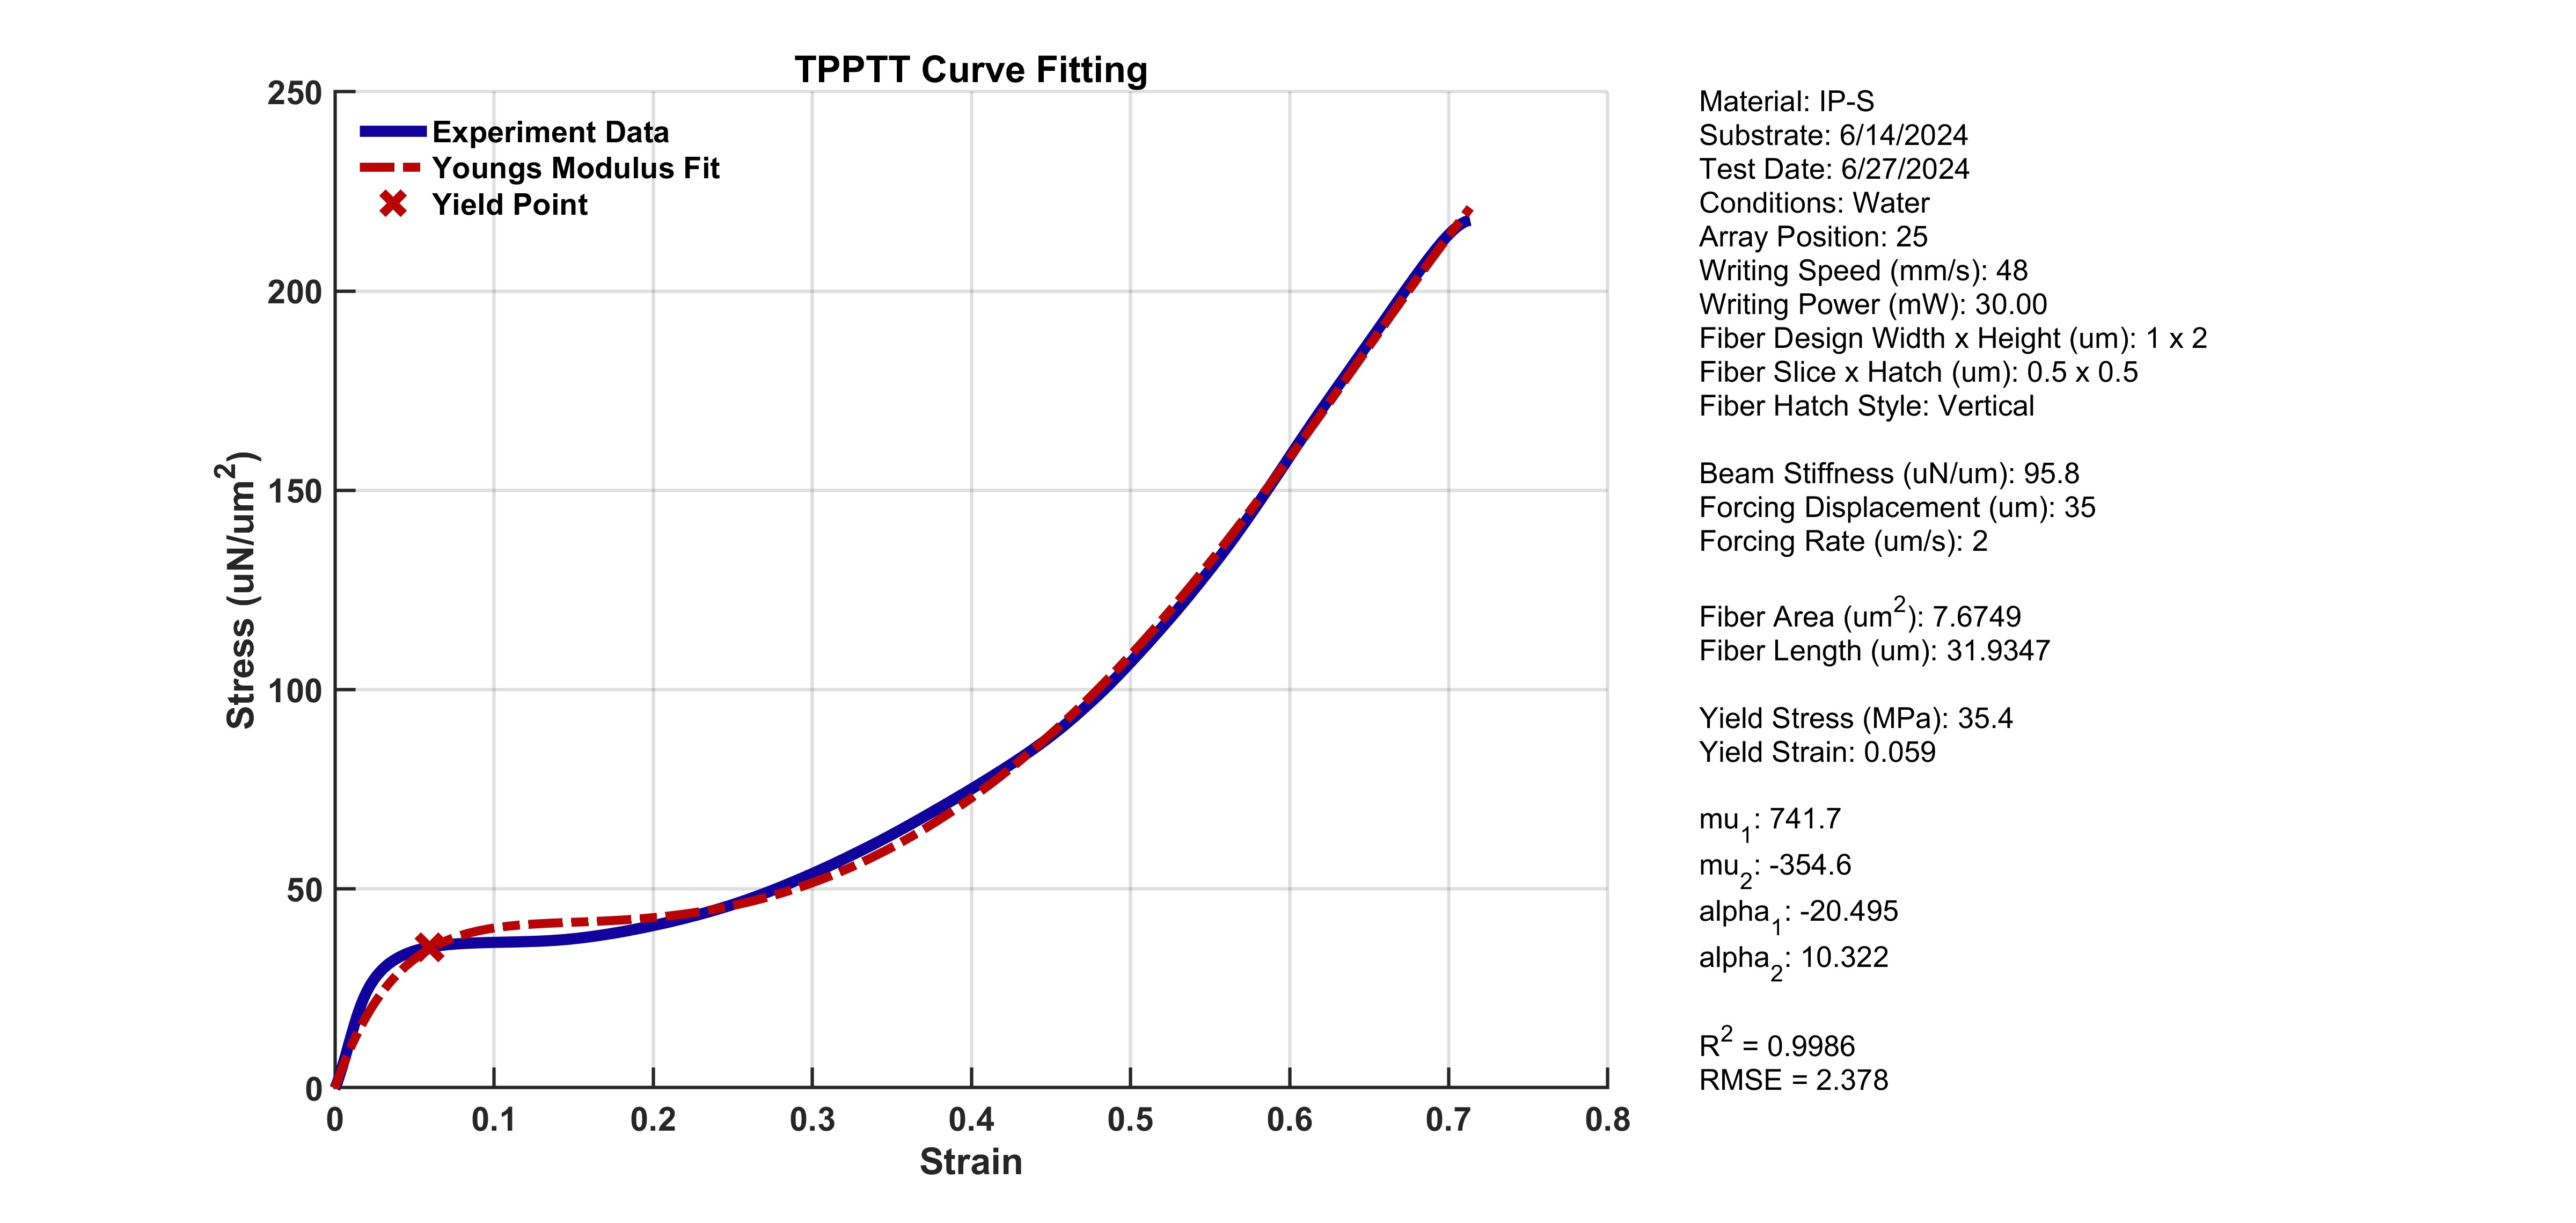 TPPTT Curve Fitting
250
200
150
100
50
0
Stress (uN/um²)
Experiment Data
Youngs Modulus Fit
Yield Point
0 0.1 0.2 0.3 0.4 0.5 0.6 0.7 0.8
Strain
Material: IP-S
Substrate: 6/14/2024
Test Date: 6/27/2024
Conditions: Water
Array Position: 25
Writing Speed (mm/s): 48
Writing Power (mW): 30.00
Fiber Design Width x Height (um): 1 x 2
Fiber Slice x Hatch (um): 0.5 x 0.5
Fiber Hatch Style: Vertical
Beam Stiffness (uN/um): 95.8
Forcing Displacement (um): 35
Forcing Rate (um/s): 2
Fiber Area (um²): 7.6749
Fiber Length (um): 31.9347
Yield Stress (MPa): 35.4
Yield Strain: 0.059
mu₁: 741.7
mu₂: -354.6
alpha₁: -20.495
alpha₂: 10.322
R² = 0.9986
RMSE = 2.378